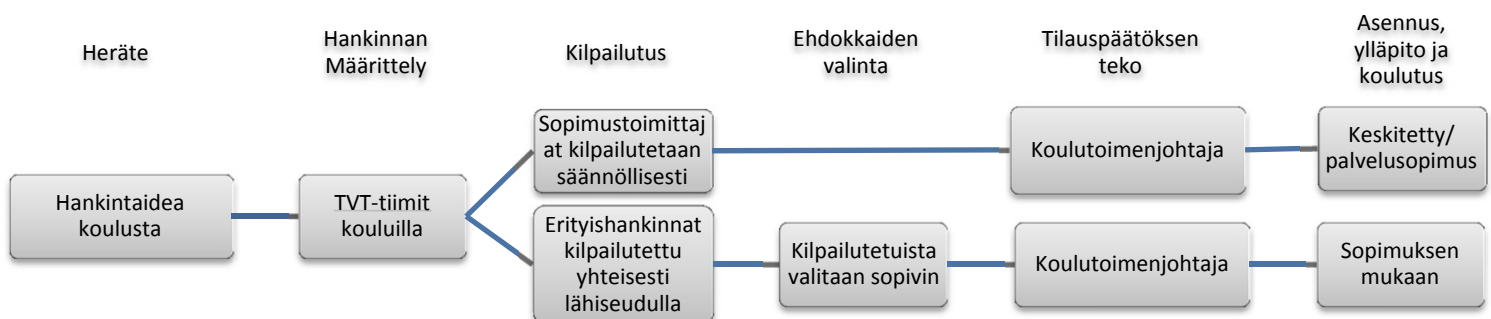 Heräte
Hankinnan
Määrittely
Kilpailutus
Ehdokkaiden
valinta
Tilauspäätöksen
teko
Asennus,
ylläpito ja
koulutus
Hankintaidea
koulusta
TVT-tiimit
kouluilla
Sopimustoimittaj
at kilpailutetaan
säännöllisesti
Koulutoimenjohtaja
Keskitetty/
palvelusopimus
Erityishankinnat
kilpailutettu
yhteisesti
lähiseudulla
Kilpailutetuista
valitaan sopivin
Koulutoimenjohtaja
Sopimuksen
mukaan